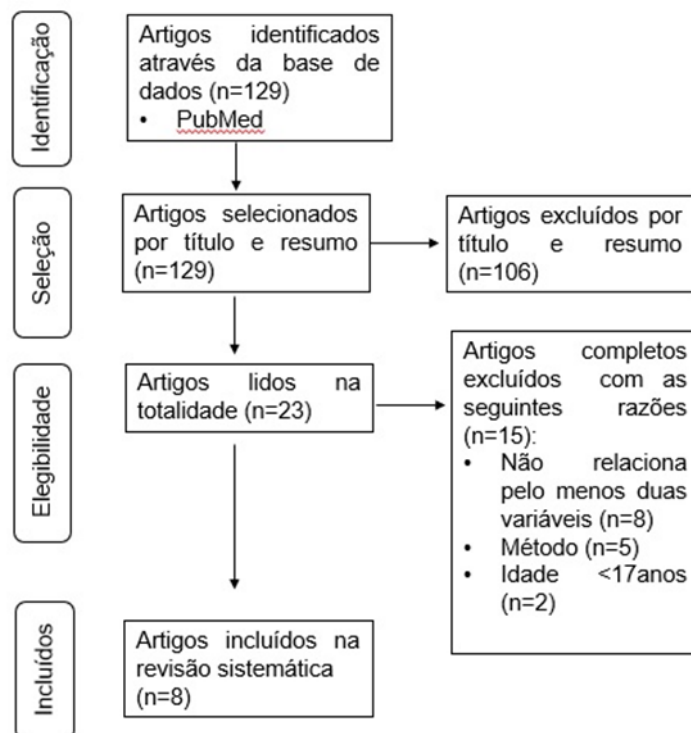 Identificação
Artigos identificados
através da base de
dados (n=129)
• PubMed
Seleção
Artigos selecionados
por título e resumo
(n=129)
Artigos excluídos por
título e resumo
(n=106)
Elegibilidade
Artigos lidos na
totalidade (n=23)
Artigos completos
excluídos com as
seguintes razões
(n=15):
• Não relaciona
pelo menos duas
variáveis (n=8)
• Método (n=5)
• Idade <17anos
(n=2)
Incluídos
Artigos incluídos na
revisão sistemática
(n=8)